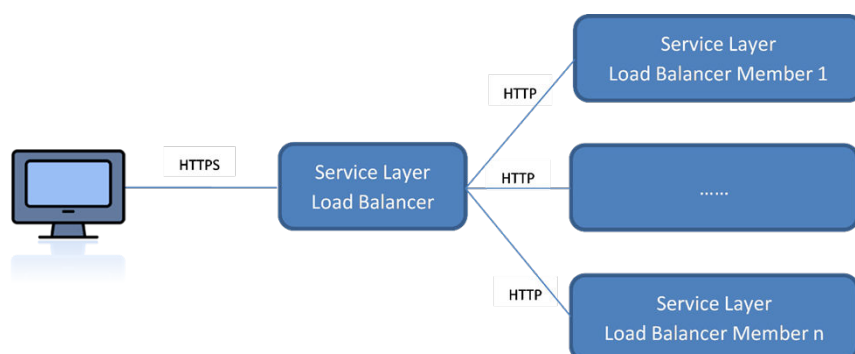 Service Layer
Load Balancer Member 1
HTTP
HTTPS
Service Layer
Load Balancer
HTTP
......
HTTP
Service Layer
Load Balancer Member n